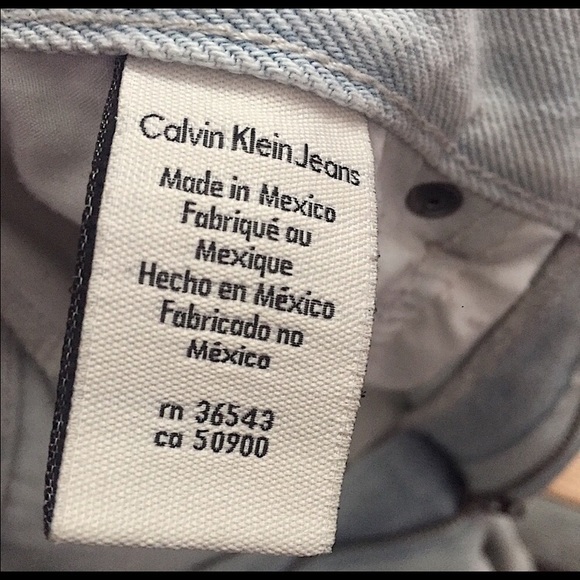 Calvin Klein Jeans
Made in Mexico
Fabriqué au
Mexique
Hecho en México
Fabricado no
México
rn 36543
ca 50900